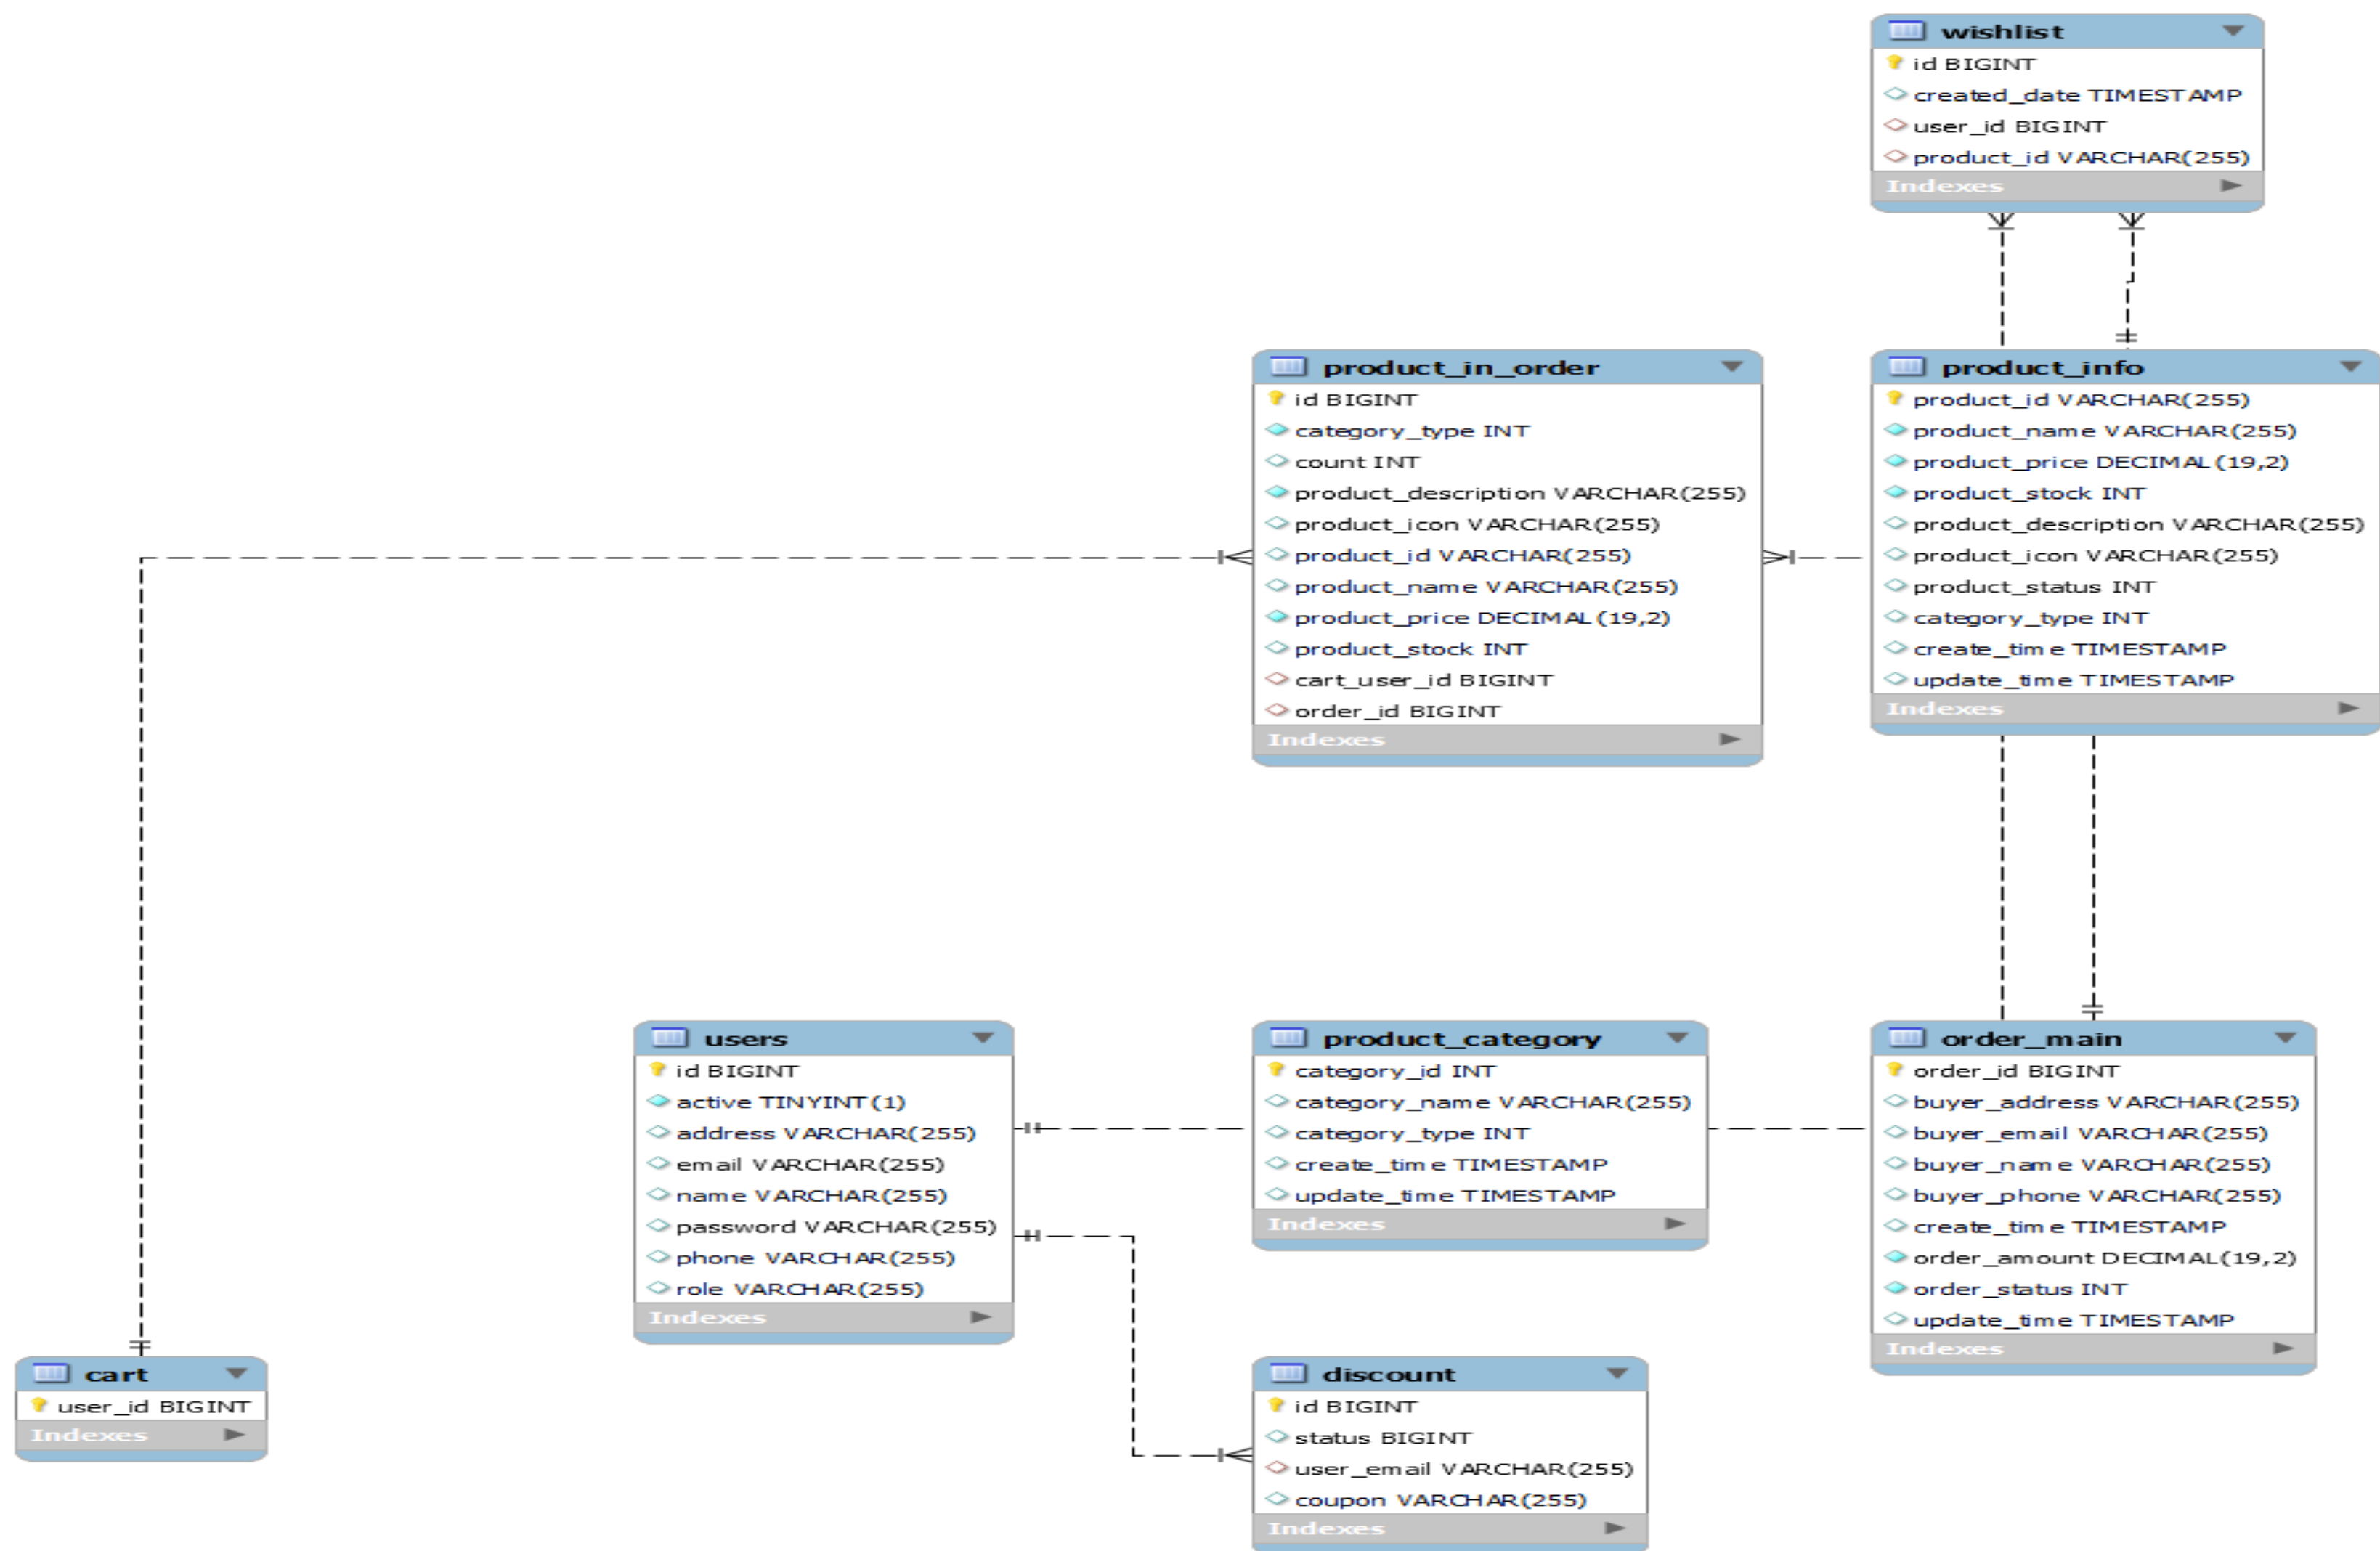 wishlist
id BIGINT
created_date TIMESTAMP
user_id BIGINT
product_id VARCHAR(255)
Indexes
product_in_order
id BIGINT
category_type INT
count INT
product_description VARCHAR(255)
product_icon VARCHAR(255)
product_id VARCHAR(255)
product_name VARCHAR(255)
product_price DECIMAL(19,2)
product_stock INT
cart_user_id BIGINT
order_id BIGINT
Indexes
product_info
product_id VARCHAR(255)
product_name VARCHAR(255)
product_price DECIMAL(19,2)
product_stock INT
product_description VARCHAR(255)
product_icon VARCHAR(255)
product_status INT
category_type INT
create_time TIMESTAMP
update_time TIMESTAMP
Indexes
users
id BIGINT
active TINYINT(1)
address VARCHAR(255)
email VARCHAR(255)
name VARCHAR(255)
password VARCHAR(255)
phone VARCHAR(255)
role VARCHAR(255)
Indexes
product_category
category_id INT
category_name VARCHAR(255)
category_type INT
create_time TIMESTAMP
update_time TIMESTAMP
Indexes
order_main
order_id BIGINT
buyer_address VARCHAR(255)
buyer_email VARCHAR(255)
buyer_name VARCHAR(255)
buyer_phone VARCHAR(255)
create_time TIMESTAMP
order_amount DECIMAL(19,2)
order_status INT
update_time TIMESTAMP
Indexes
cart
user_id BIGINT
Indexes
discount
id BIGINT
status BIGINT
user_email VARCHAR(255)
coupon VARCHAR(255)
Indexes